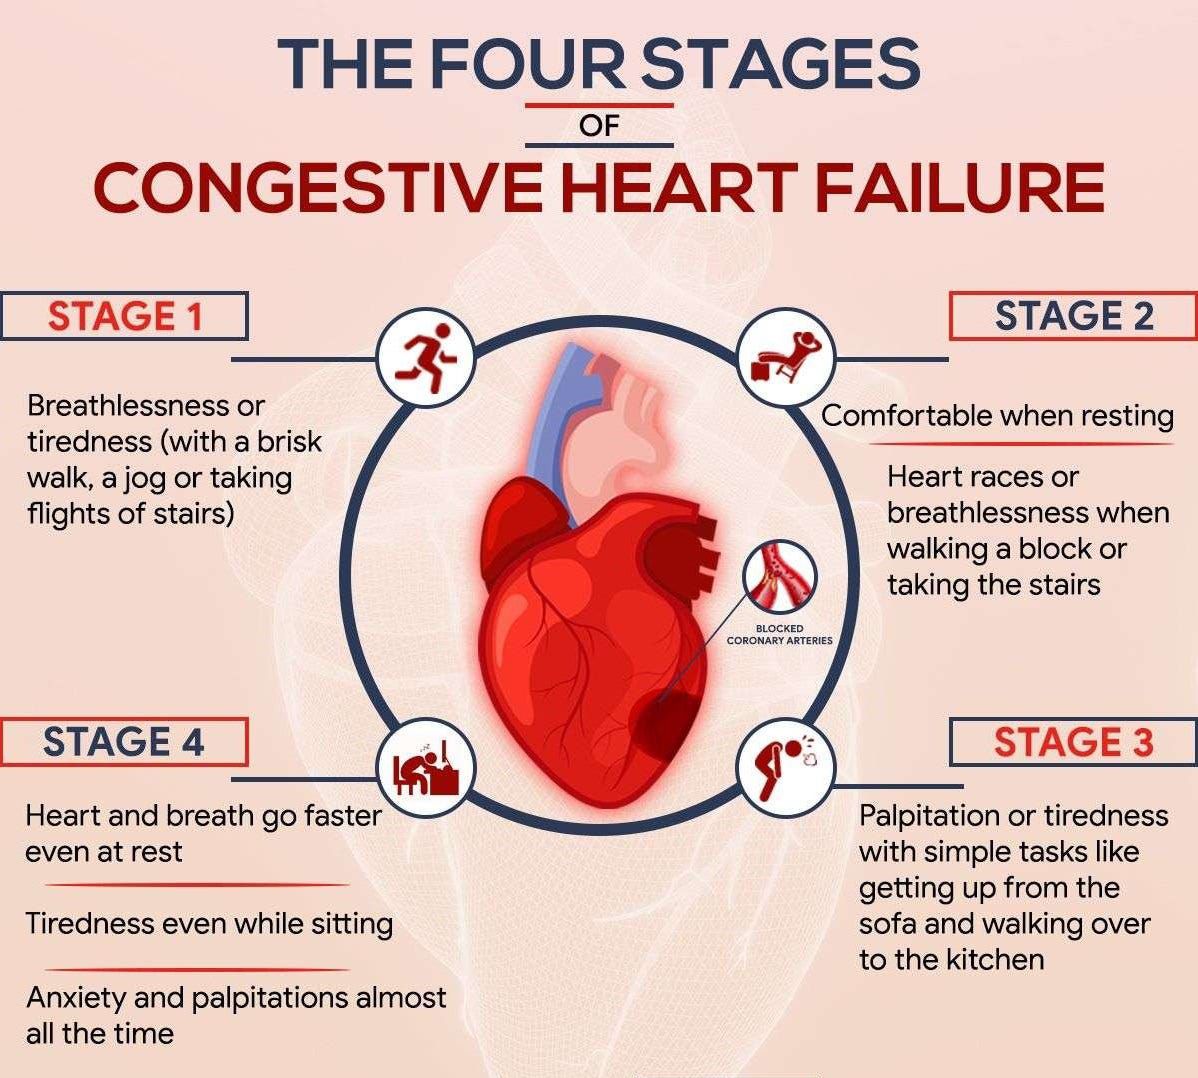 THE FOUR STAGES
OF
CONGESTIVE HEART FAILURE
STAGE 1
Breathlessness or
tiredness (with a brisk
walk, a jog or taking
flights of stairs)
STAGE 2
Comfortable when resting
Heart races or
breathlessness when
walking a block or
taking the stairs
BLOCKED
CORONARY ARTERIES
STAGE 3
Palpitation or tiredness
with simple tasks like
getting up from the
sofa and walking over
to the kitchen
STAGE 4
Heart and breath go faster
even at rest
Tiredness even while sitting
Anxiety and palpitations almost
all the time